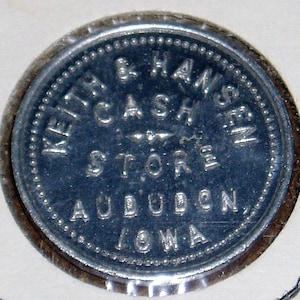 KEITH & HANSEN
CASH
STORE
AUDUBON
IOWA